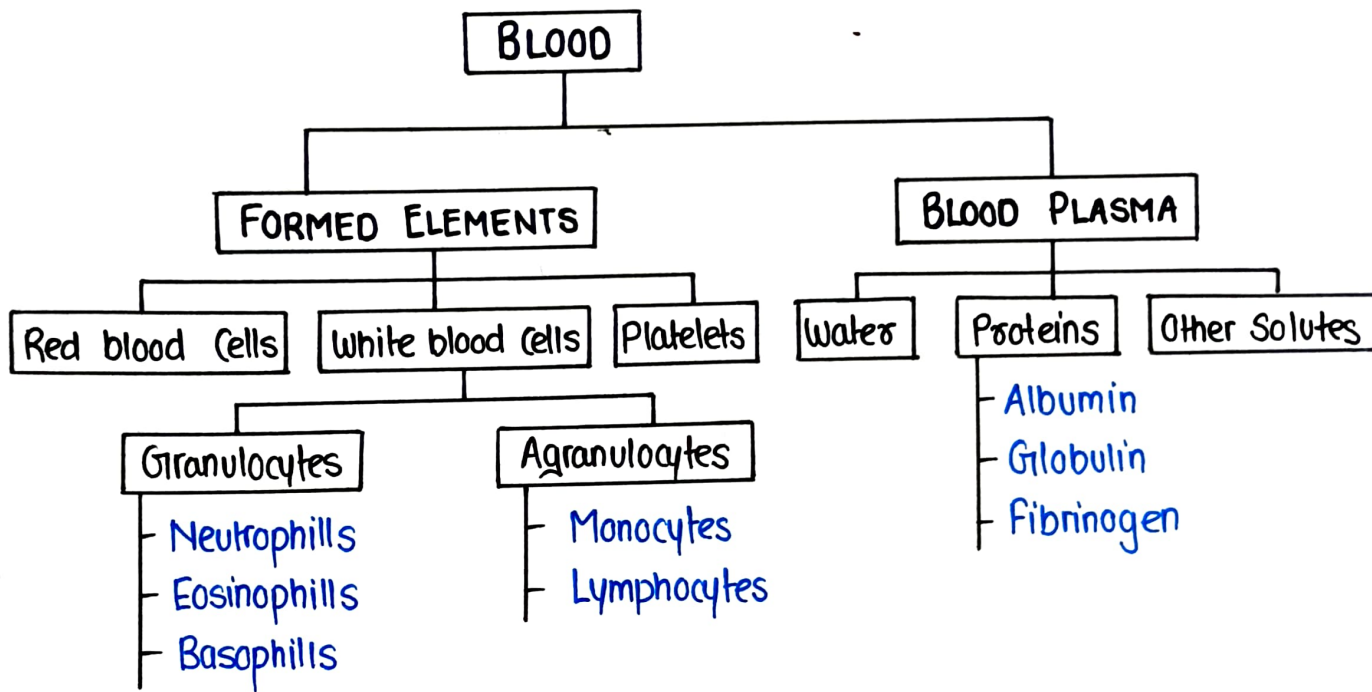 BLOOD
FORMED ELEMENTS
BLOOD PLASMA
Red blood Cells
White blood Cells
Platelets
Water
Proteins
Other Solutes
Granulocytes
Neutrophills
Eosinophills
Basophills
Agranulocytes
Monocytes
Lymphocytes
Albumin
Globulin
Fibrinogen